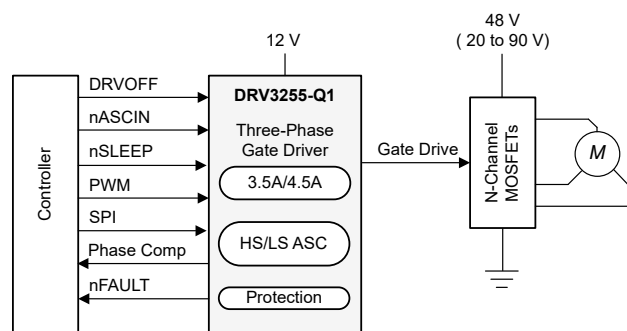 12 V
48 V
( 20 to 90 V)
Controller
DRVOFF
nASCIN
nSLEEP
PWM
SPI
Phase Comp
nFAULT
DRV3255-Q1
Three-Phase
Gate Driver
3.5A/4.5A
HS/LS ASC
Protection
Gate Drive
N-Channel
MOSFETs
M